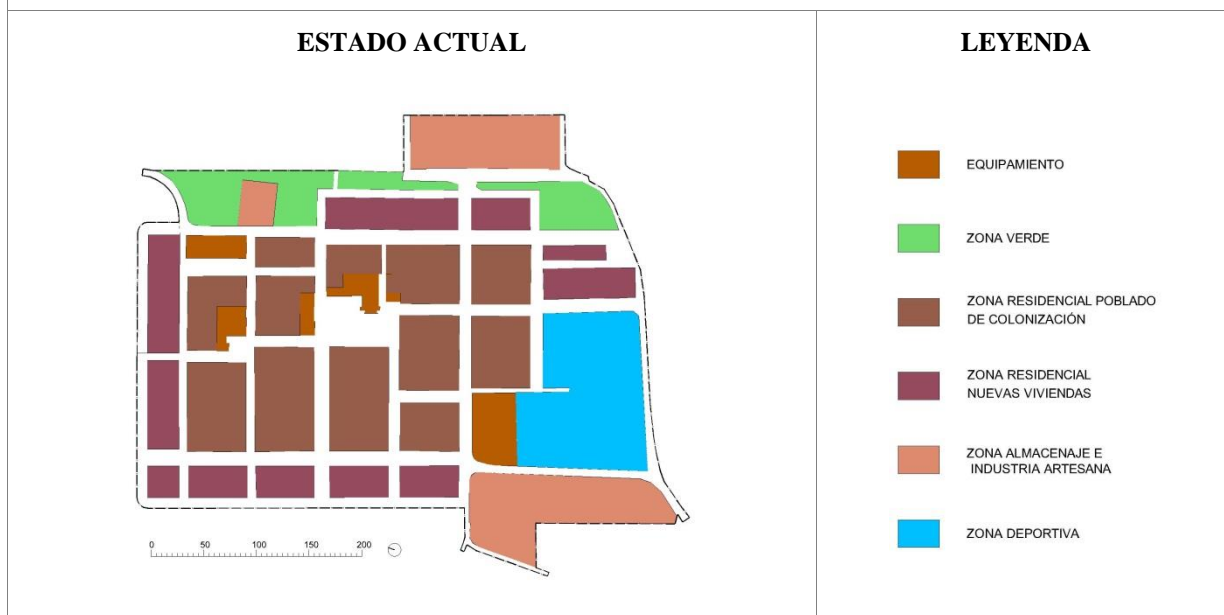 ESTADO ACTUAL
LEYENDA
EQUIPAMIENTO
ZONA VERDE
ZONA RESIDENCIAL POBLADO
DE COLONIZACIÓN
ZONA RESIDENCIAL
NUEVAS VIVIENDAS
ZONA ALMACENAJE E
INDUSTRIA ARTESANA
ZONA DEPORTIVA
0 50 100 150 200